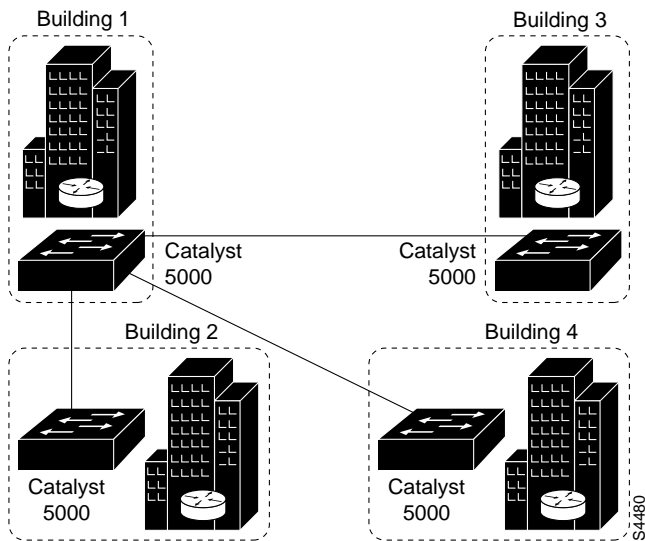 Building 1
Building 3
Catalyst
5000
Catalyst
5000
Building 2
Building 4
Catalyst
5000
Catalyst
5000
S4480